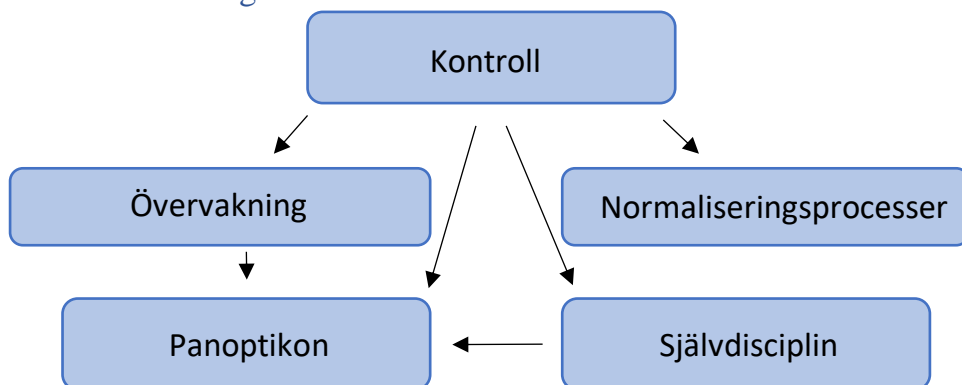 Kontroll
Övervakning
Normaliseringsprocesser
Panoptikon
Självdisciplin